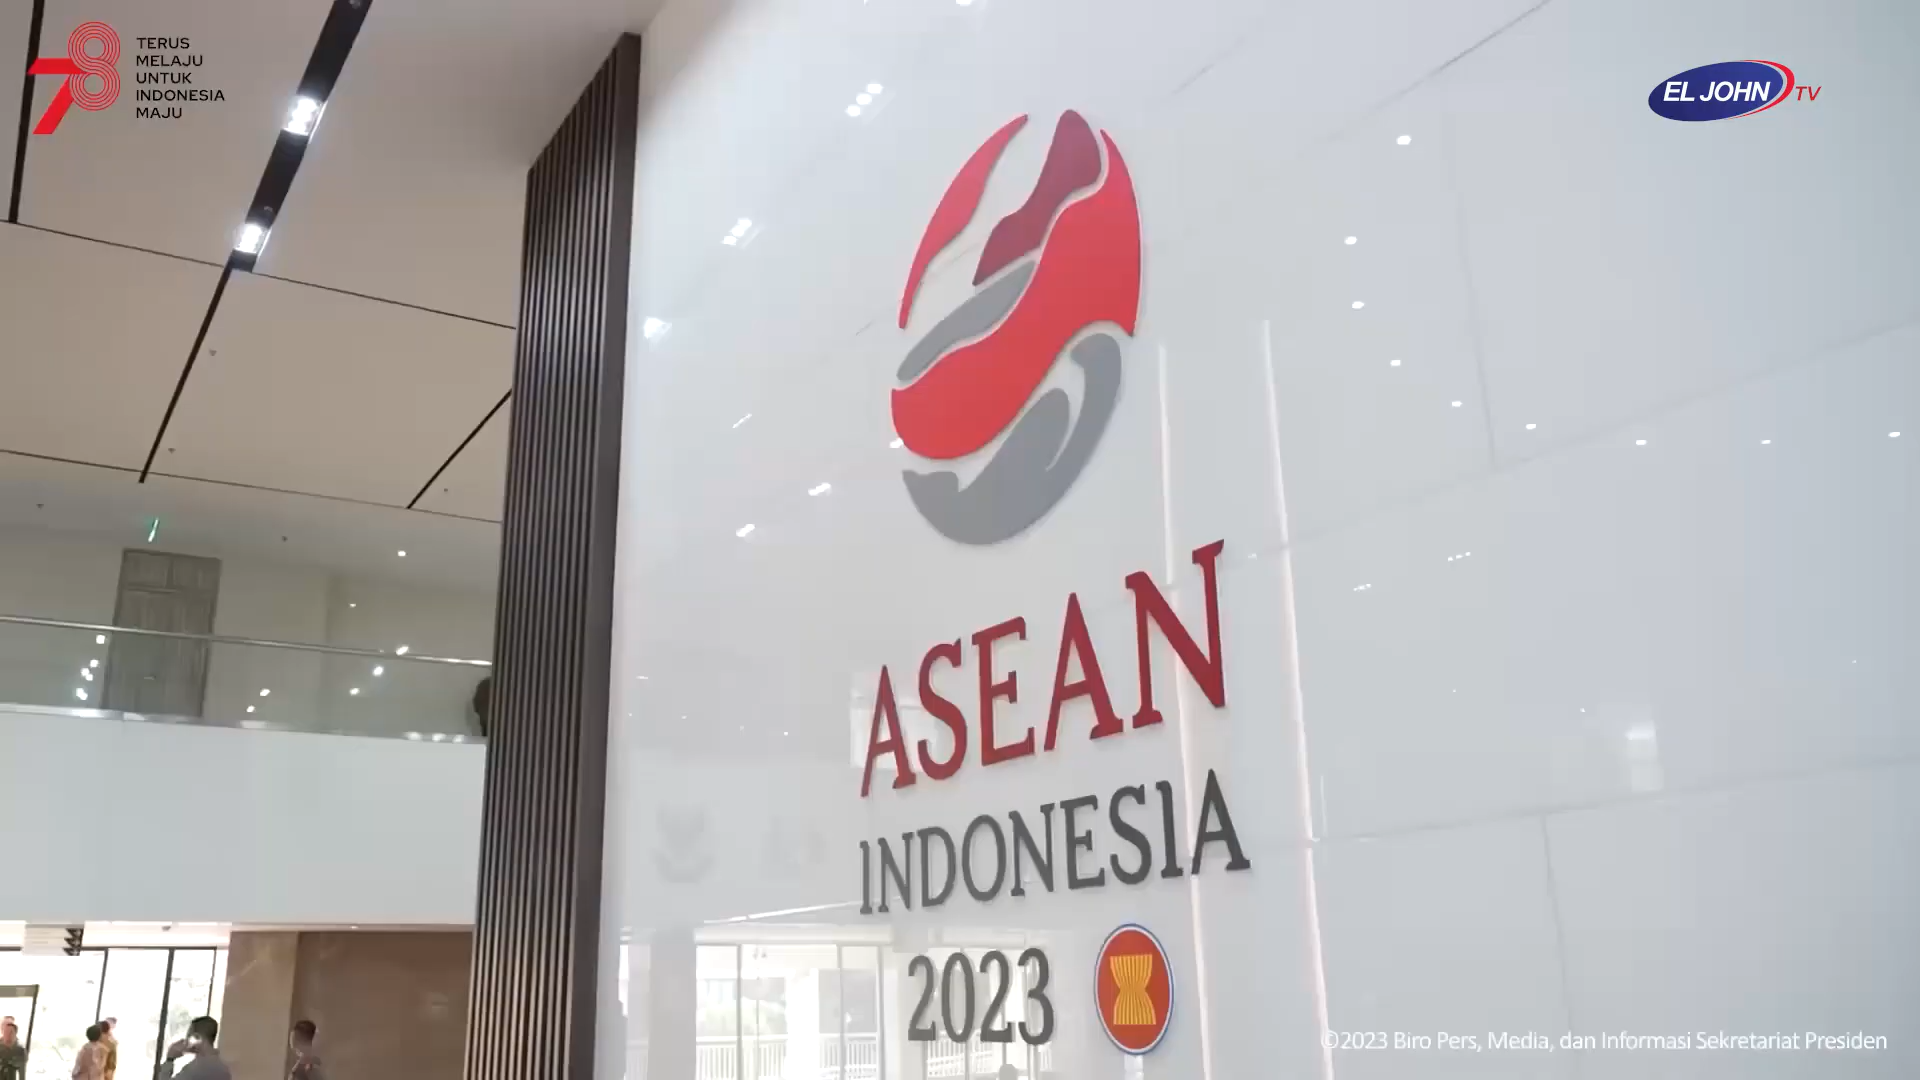 78
TERUS
MELAJU
UNTUK
INDONESIA
MAJU
EL JOHN TV
ASEAN
INDONESIA
2023
©2023 Biro Pers, Media, dan Informasi Sekretariat Presiden